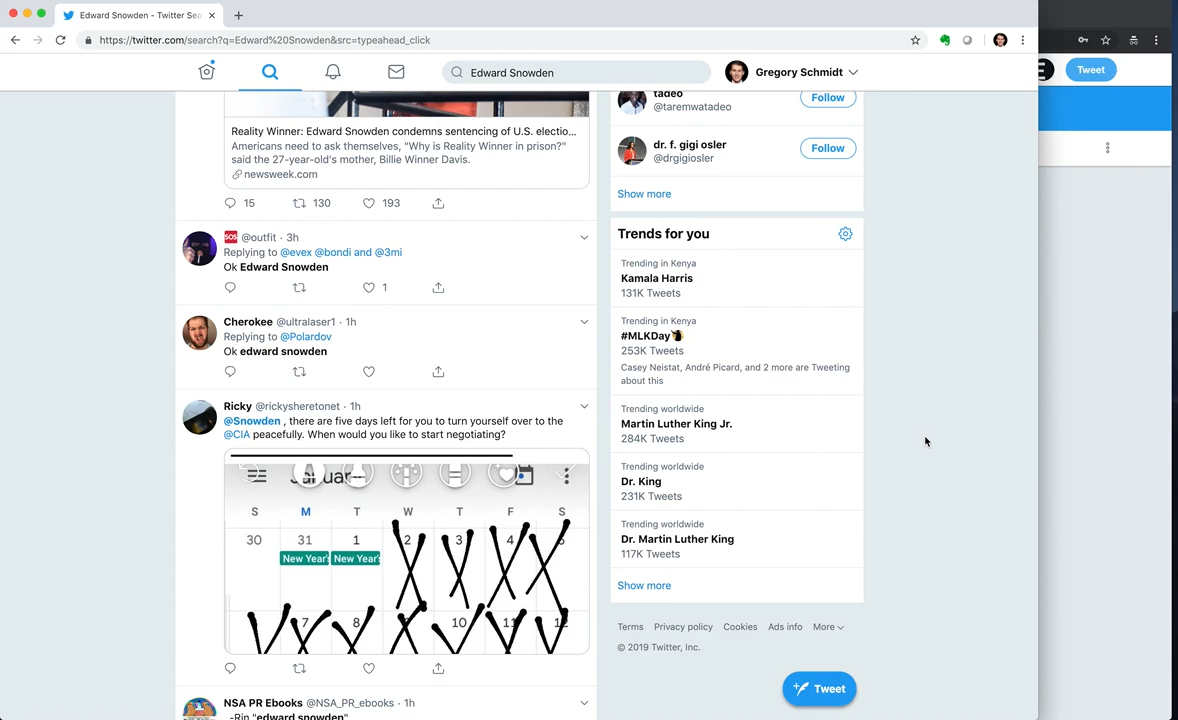 Edward Snowden - Twitter Sea
https://twitter.com/search?q=Edward%20Snowden&src=typeahead_click
Edward Snowden
Gregory Schmidt
Tweet
Reality Winner: Edward Snowden condemns sentencing of U.S. electio...
Americans need to ask themselves, "Why is Reality Winner in prison?"
said the 27-year-old's mother, Billie Winner Davis.
newsweek.com
15 130 193
SOS @outfit · 3h
Replying to @evex @bondi and @3mi
Ok Edward Snowden
1
Cherokee @ultralaser1 · 1h
Replying to @Polardov
Ok edward snowden
Ricky @rickysheretonet · 1h
@Snowden , there are five days left for you to turn yourself over to the
@CIA peacefully. When would you like to start negotiating?
January
S M T W T F S
30 31 1 2 3 4 5
New Year's New Year's
7 8 10 11 12
NSA PR Ebooks @NSA_PR_ebooks · 1h
-Rin "edward snowden"
tadeo
@taremwatadeo
Follow
dr. f. gigi osler
@drgigiosler
Follow
Show more
Trends for you
Trending in Kenya
Kamala Harris
131K Tweets
Trending in Kenya
#MLKDay
253K Tweets
Casey Neistat, André Picard, and 2 more are Tweeting
about this
Trending worldwide
Martin Luther King Jr.
284K Tweets
Trending worldwide
Dr. King
231K Tweets
Trending worldwide
Dr. Martin Luther King
117K Tweets
Show more
Terms Privacy policy Cookies Ads info More
© 2019 Twitter, Inc.
Tweet